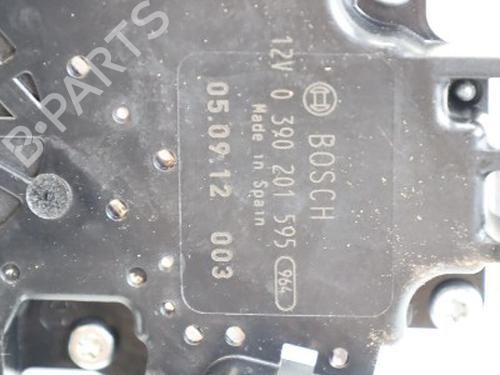 B-PARTS
BOSCH
12V 0 390 201 595 964
Made in Spain
05.09.12 003